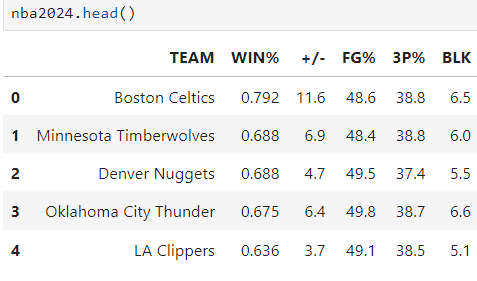 nba2024.head()
TEAM WIN% +/- FG% 3P% BLK
0 Boston Celtics 0.792 11.6 48.6 38.8 6.5
1 Minnesota Timberwolves 0.688 6.9 48.4 38.8 6.0
2 Denver Nuggets 0.688 4.7 49.5 37.4 5.5
3 Oklahoma City Thunder 0.675 6.4 49.8 38.7 6.6
4 LA Clippers 0.636 3.7 49.1 38.5 5.1